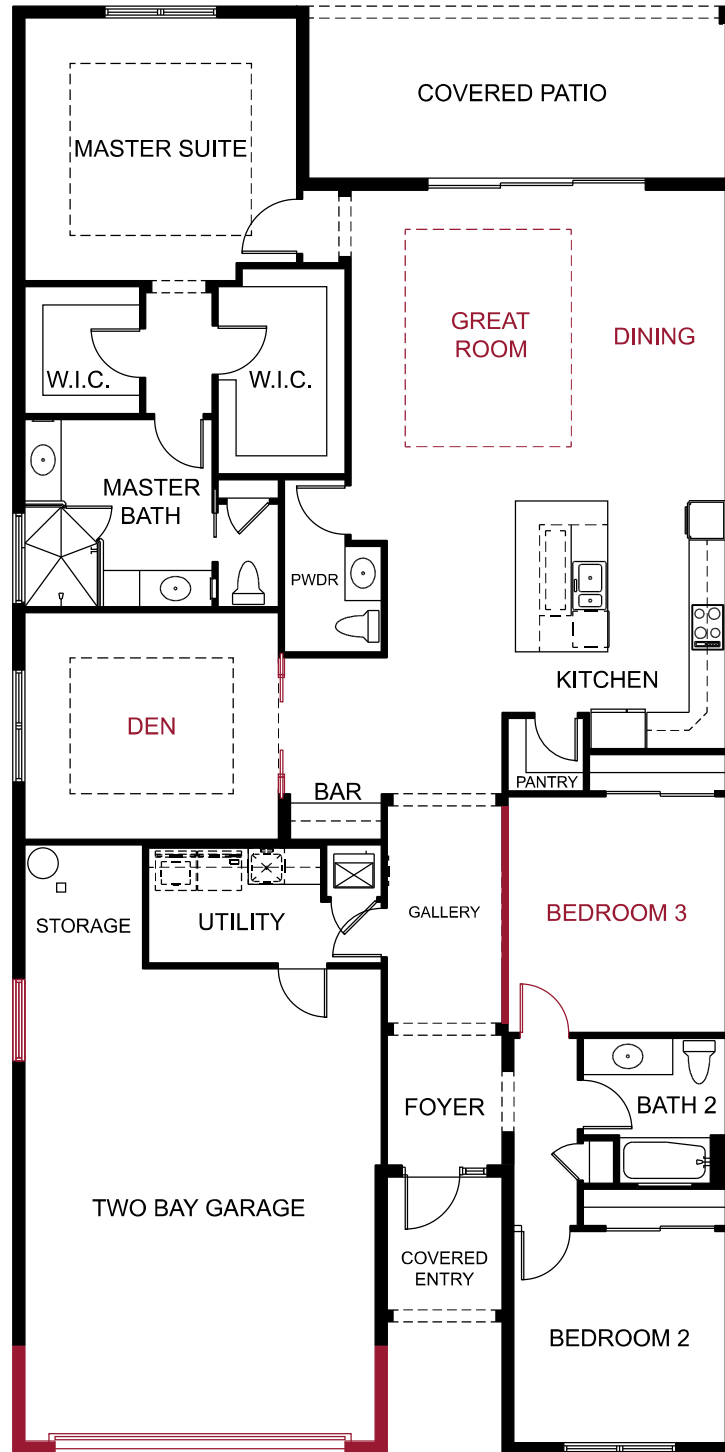 COVERED PATIO
MASTER SUITE
GREAT
ROOM
DINING
W.I.C.
W.I.C.
MASTER
BATH
PWDR
KITCHEN
DEN
PANTRY
BAR
STORAGE
UTILITY
GALLERY
BEDROOM 3
FOYER
BATH 2
TWO BAY GARAGE
COVERED
ENTRY
BEDROOM 2